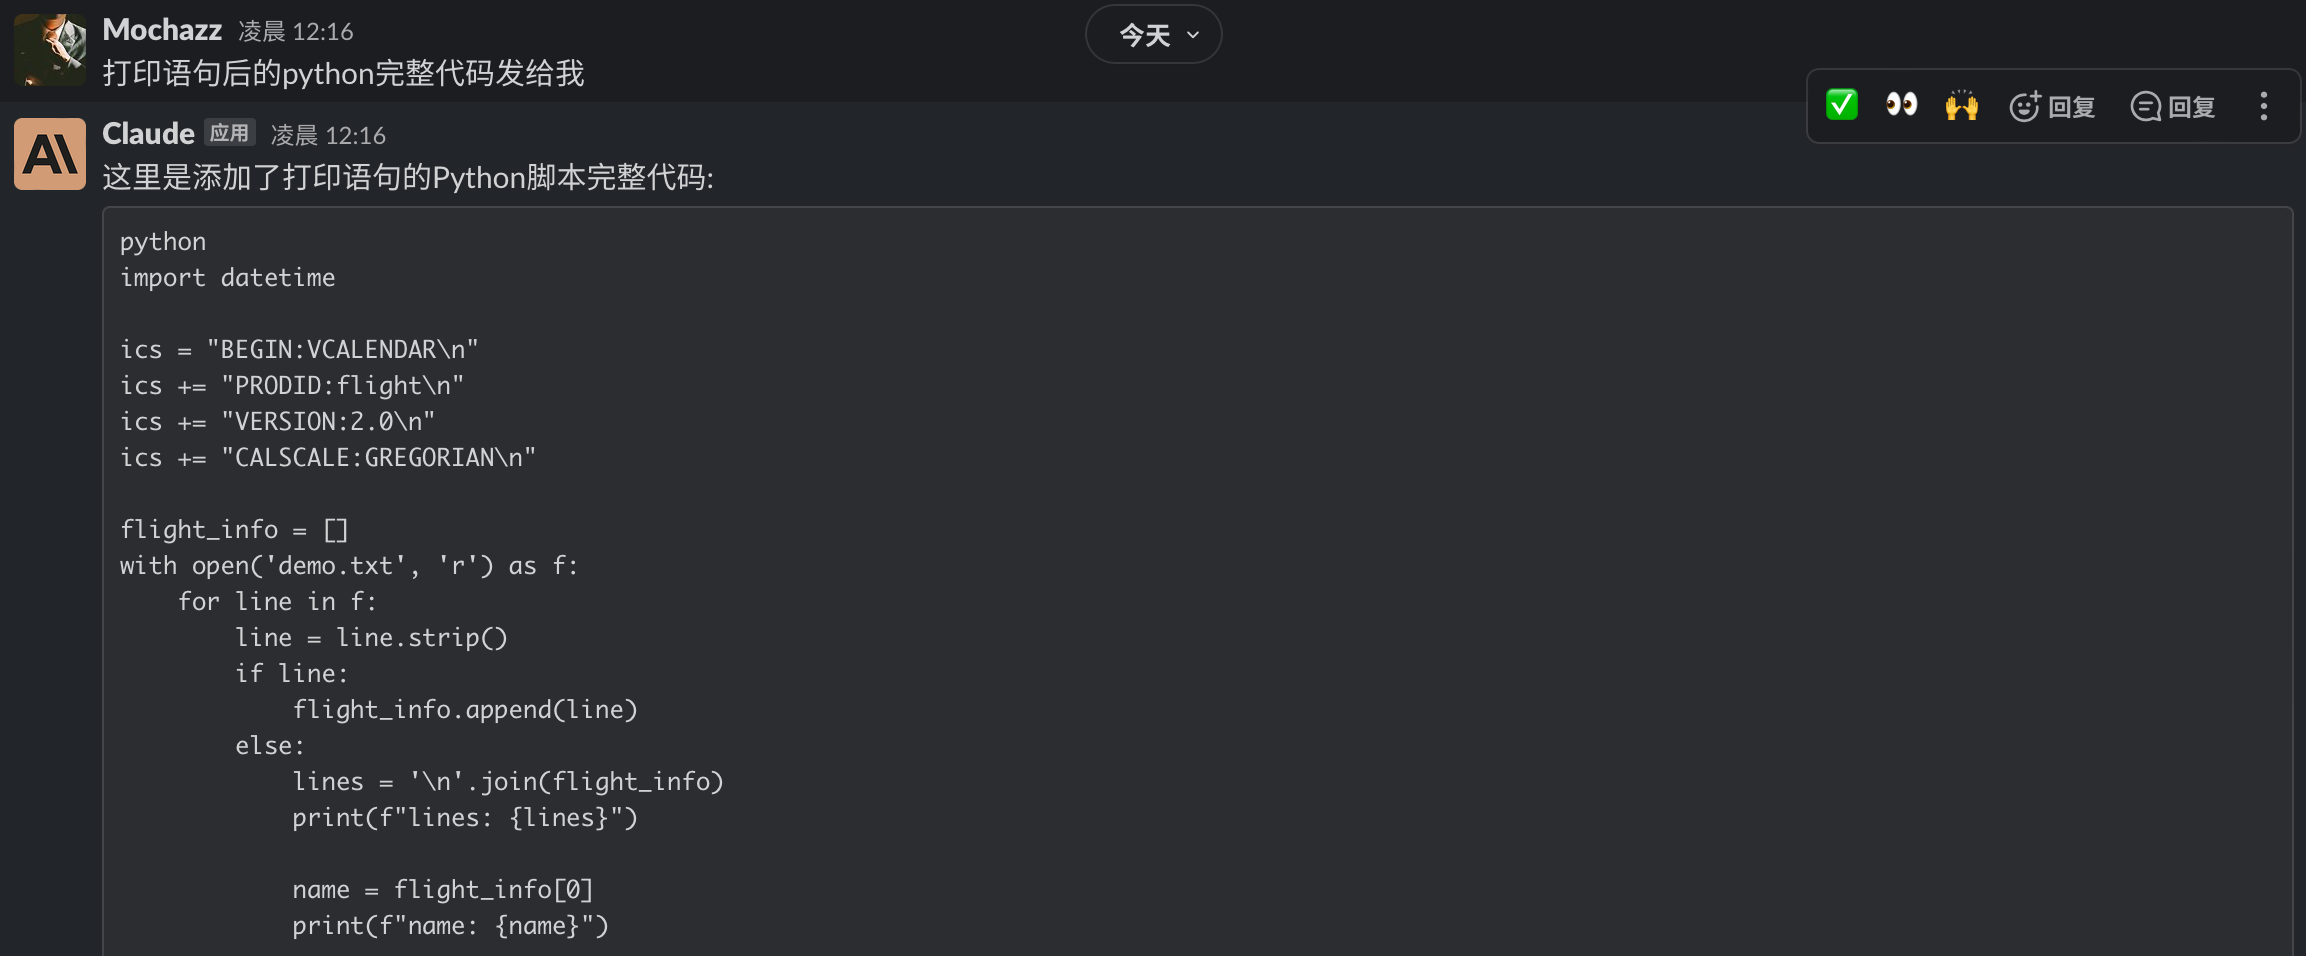 Mochazz 凌晨 12:16
今天
打印语句后的python完整代码发给我
回复 回复
Claude 应用 凌晨 12:16
这里是添加了打印语句的Python脚本完整代码:
python
import datetime
ics = "BEGIN:VCALENDAR\n"
ics += "PRODID:flight\n"
ics += "VERSION:2.0\n"
ics += "CALSCALE:GREGORIAN\n"
flight_info = []
with open('demo.txt', 'r') as f:
    for line in f:
        line = line.strip()
        if line:
            flight_info.append(line)
        else:
            lines = '\n'.join(flight_info)
            print(f"lines: {lines}")
            name = flight_info[0]
            print(f"name: {name}")